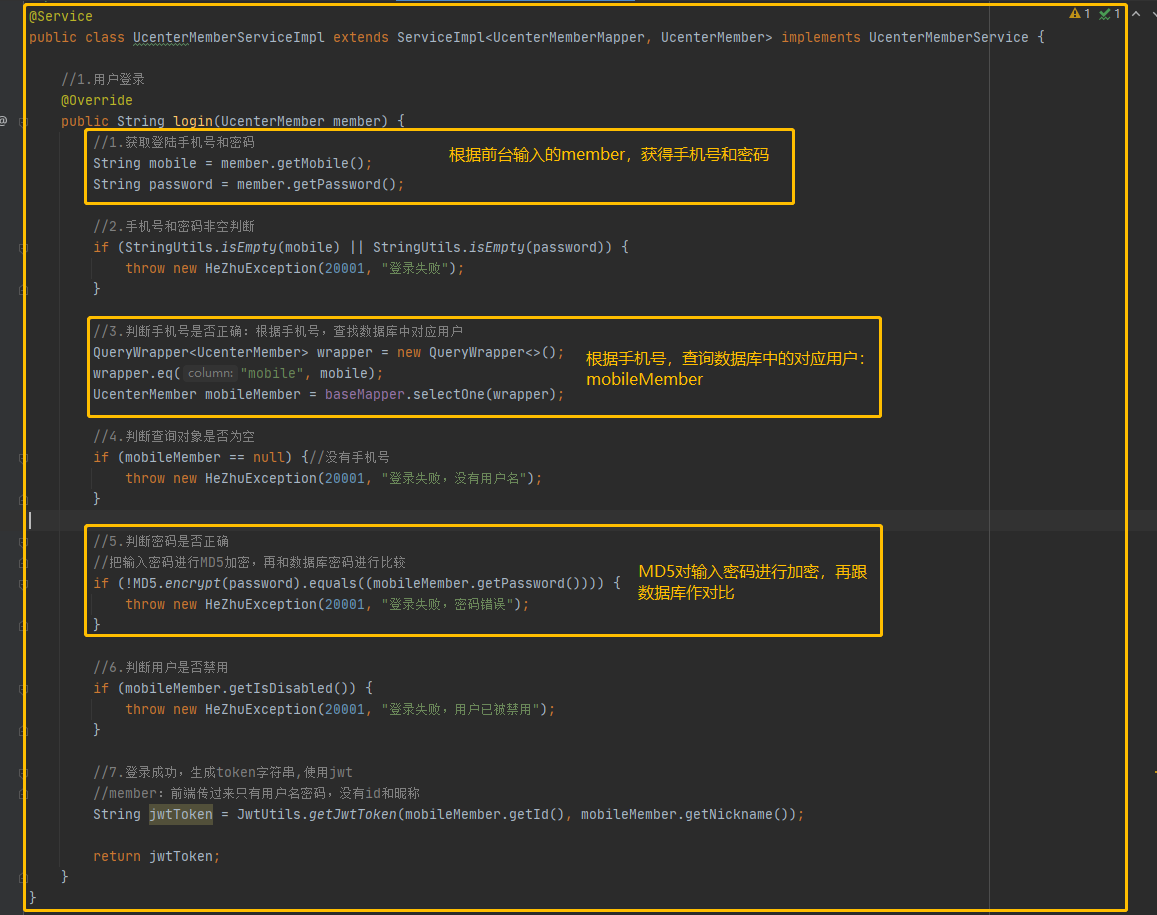 @Service
⚠1 ✓1
public class UcenterMemberServiceImpl extends ServiceImpl<UcenterMemberMapper, UcenterMember> implements UcenterMemberService {
//1.用户登录
@Override
@
public String login(UcenterMember member) {
//1.获取登陆手机号和密码
String mobile = member.getMobile();
String password = member.getPassword();
根据前台输入的member，获得手机号和密码
//2.手机号和密码非空判断
if (StringUtils.isEmpty(mobile) || StringUtils.isEmpty(password)) {
throw new HeZhuException(20001, "登录失败");
}
//3.判断手机号是否正确：根据手机号，查找数据库中对应用户
QueryWrapper<UcenterMember> wrapper = new QueryWrapper<>();
wrapper.eq( column: "mobile", mobile);
UcenterMember mobileMember = baseMapper.selectOne(wrapper);
根据手机号，查询数据库中的对应用户：
mobileMember
//4.判断查询对象是否为空
if (mobileMember == null) {//没有手机号
throw new HeZhuException(20001, "登录失败，没有用户名");
}
//5.判断密码是否正确
//把输入密码进行MD5加密，再和数据库密码进行比较
if (!MD5.encrypt(password).equals((mobileMember.getPassword()))) {
throw new HeZhuException(20001, "登录失败，密码错误");
}
MD5对输入密码进行加密，再跟
数据库作对比
//6.判断用户是否禁用
if (mobileMember.getIsDisabled()) {
throw new HeZhuException(20001, "登录失败，用户已被禁用");
}
//7.登录成功，生成token字符串,使用jwt
//member：前端传过来只有用户名密码，没有id和昵称
String jwtToken = JwtUtils.getJwtToken(mobileMember.getId(), mobileMember.getNickname());
return jwtToken;
}
}